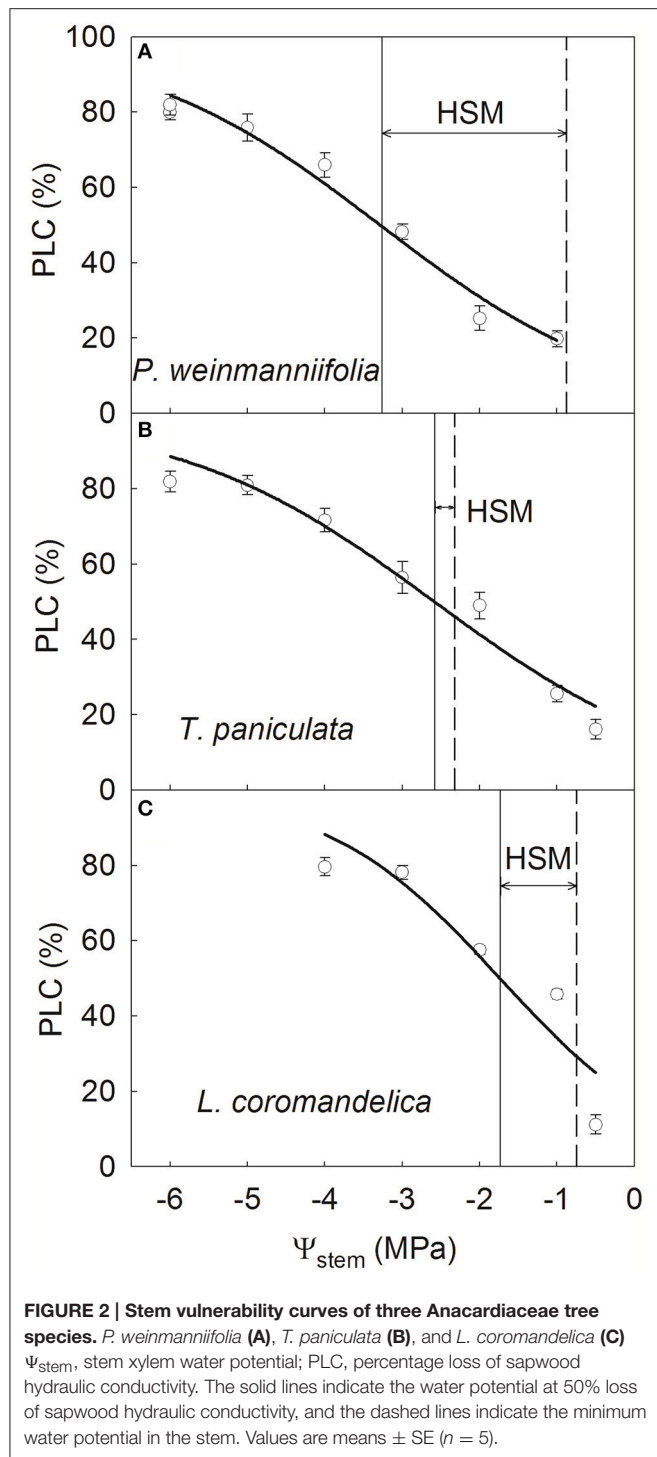 100
A
80
HSM
60
PLC (%)
40
20
P. weinmanniifolia
0
B
80
HSM
60
PLC (%)
40
20
T. paniculata
0
C
80
HSM
60
PLC (%)
40
20
L. coromandelica
0
-6 -5 -4 -3 -2 -1 0
Ψstem (MPa)
FIGURE 2 | Stem vulnerability curves of three Anacardiaceae tree
species. P. weinmanniifolia (A), T. paniculata (B), and L. coromandelica (C)
Ψstem, stem xylem water potential; PLC, percentage loss of sapwood
hydraulic conductivity. The solid lines indicate the water potential at 50% loss
of sapwood hydraulic conductivity, and the dashed lines indicate the minimum
water potential in the stem. Values are means ± SE (n = 5).